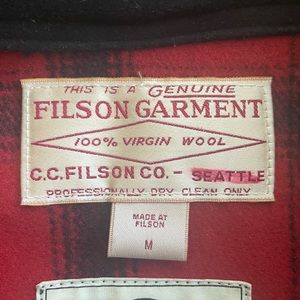 THIS IS A GENUINE
FILSON GARMENT
100% VIRGIN WOOL
C.C. FILSON CO. - SEATTLE
PROFESSIONALLY DRY CLEAN ONLY
MADE AT
FILSON
M